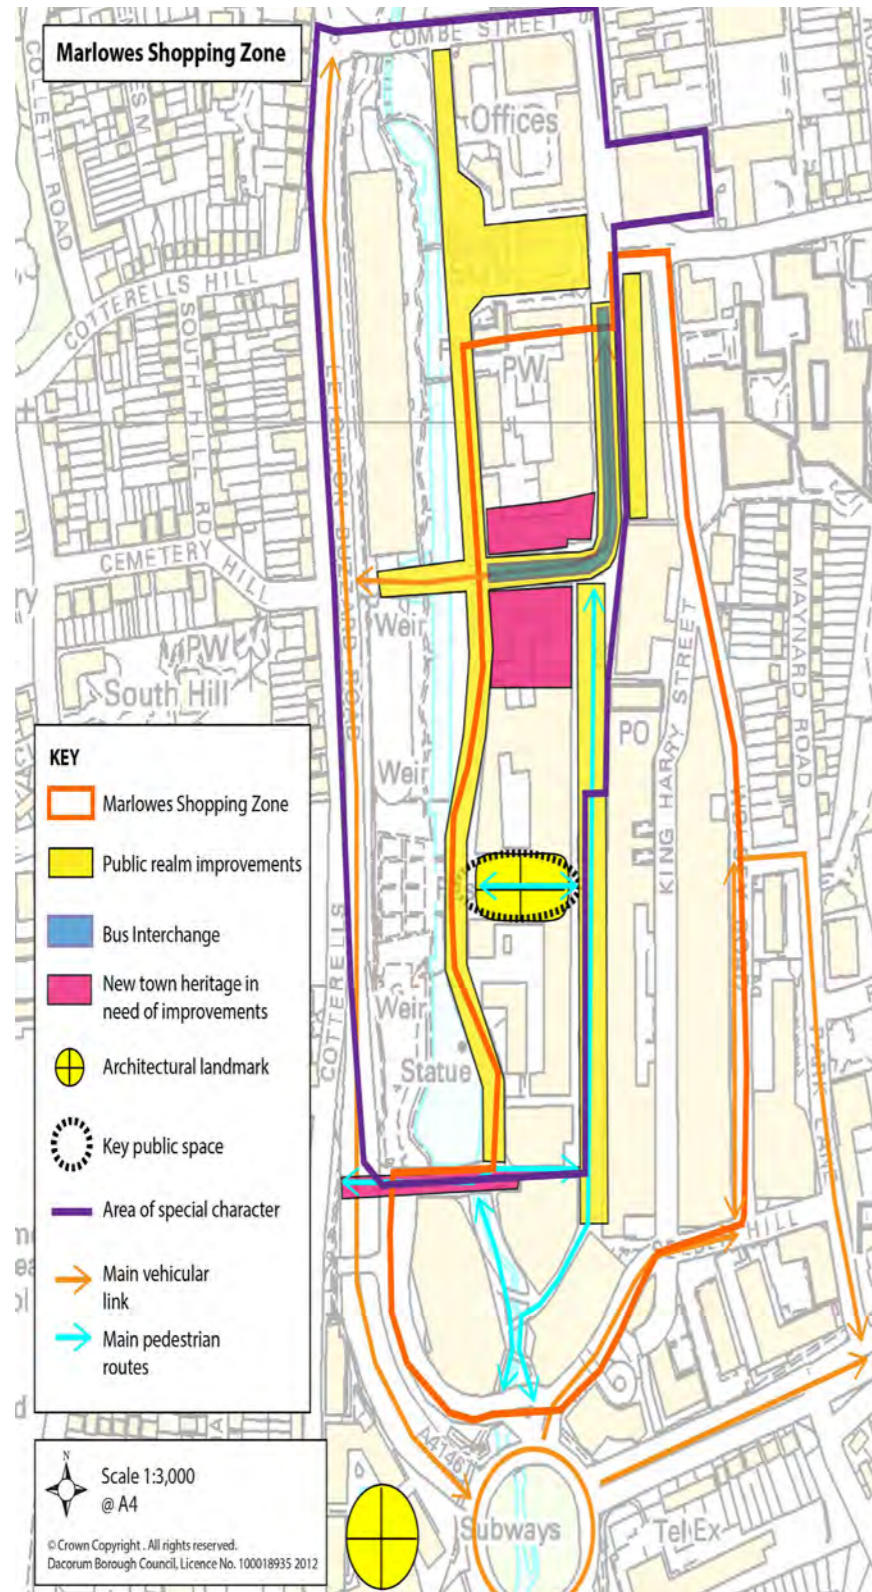 Marlowes Shopping Zone
COMBE STREET
COLLETT ROAD
Offices
COTTERELLS HILL
SOUTH HILL RD
LEIGHTON BUZZARD ROAD
PW
CEMETERY HILL
Weir
PW
South Hill
MAYNARD ROAD
KING HARRY STREET
PO
Weir
COTTERELLS
Weir
Statue
PARK LANE
HILL
A4146
Subways
Tel Ex
KEY
Marlowes Shopping Zone
Public realm improvements
Bus Interchange
New town heritage in
need of improvements
Architectural landmark
Key public space
Area of special character
Main vehicular
link
Main pedestrian
routes
N
Scale 1:3,000
@ A4
© Crown Copyright . All rights reserved.
Dacorum Borough Council, Licence No. 100018935 2012